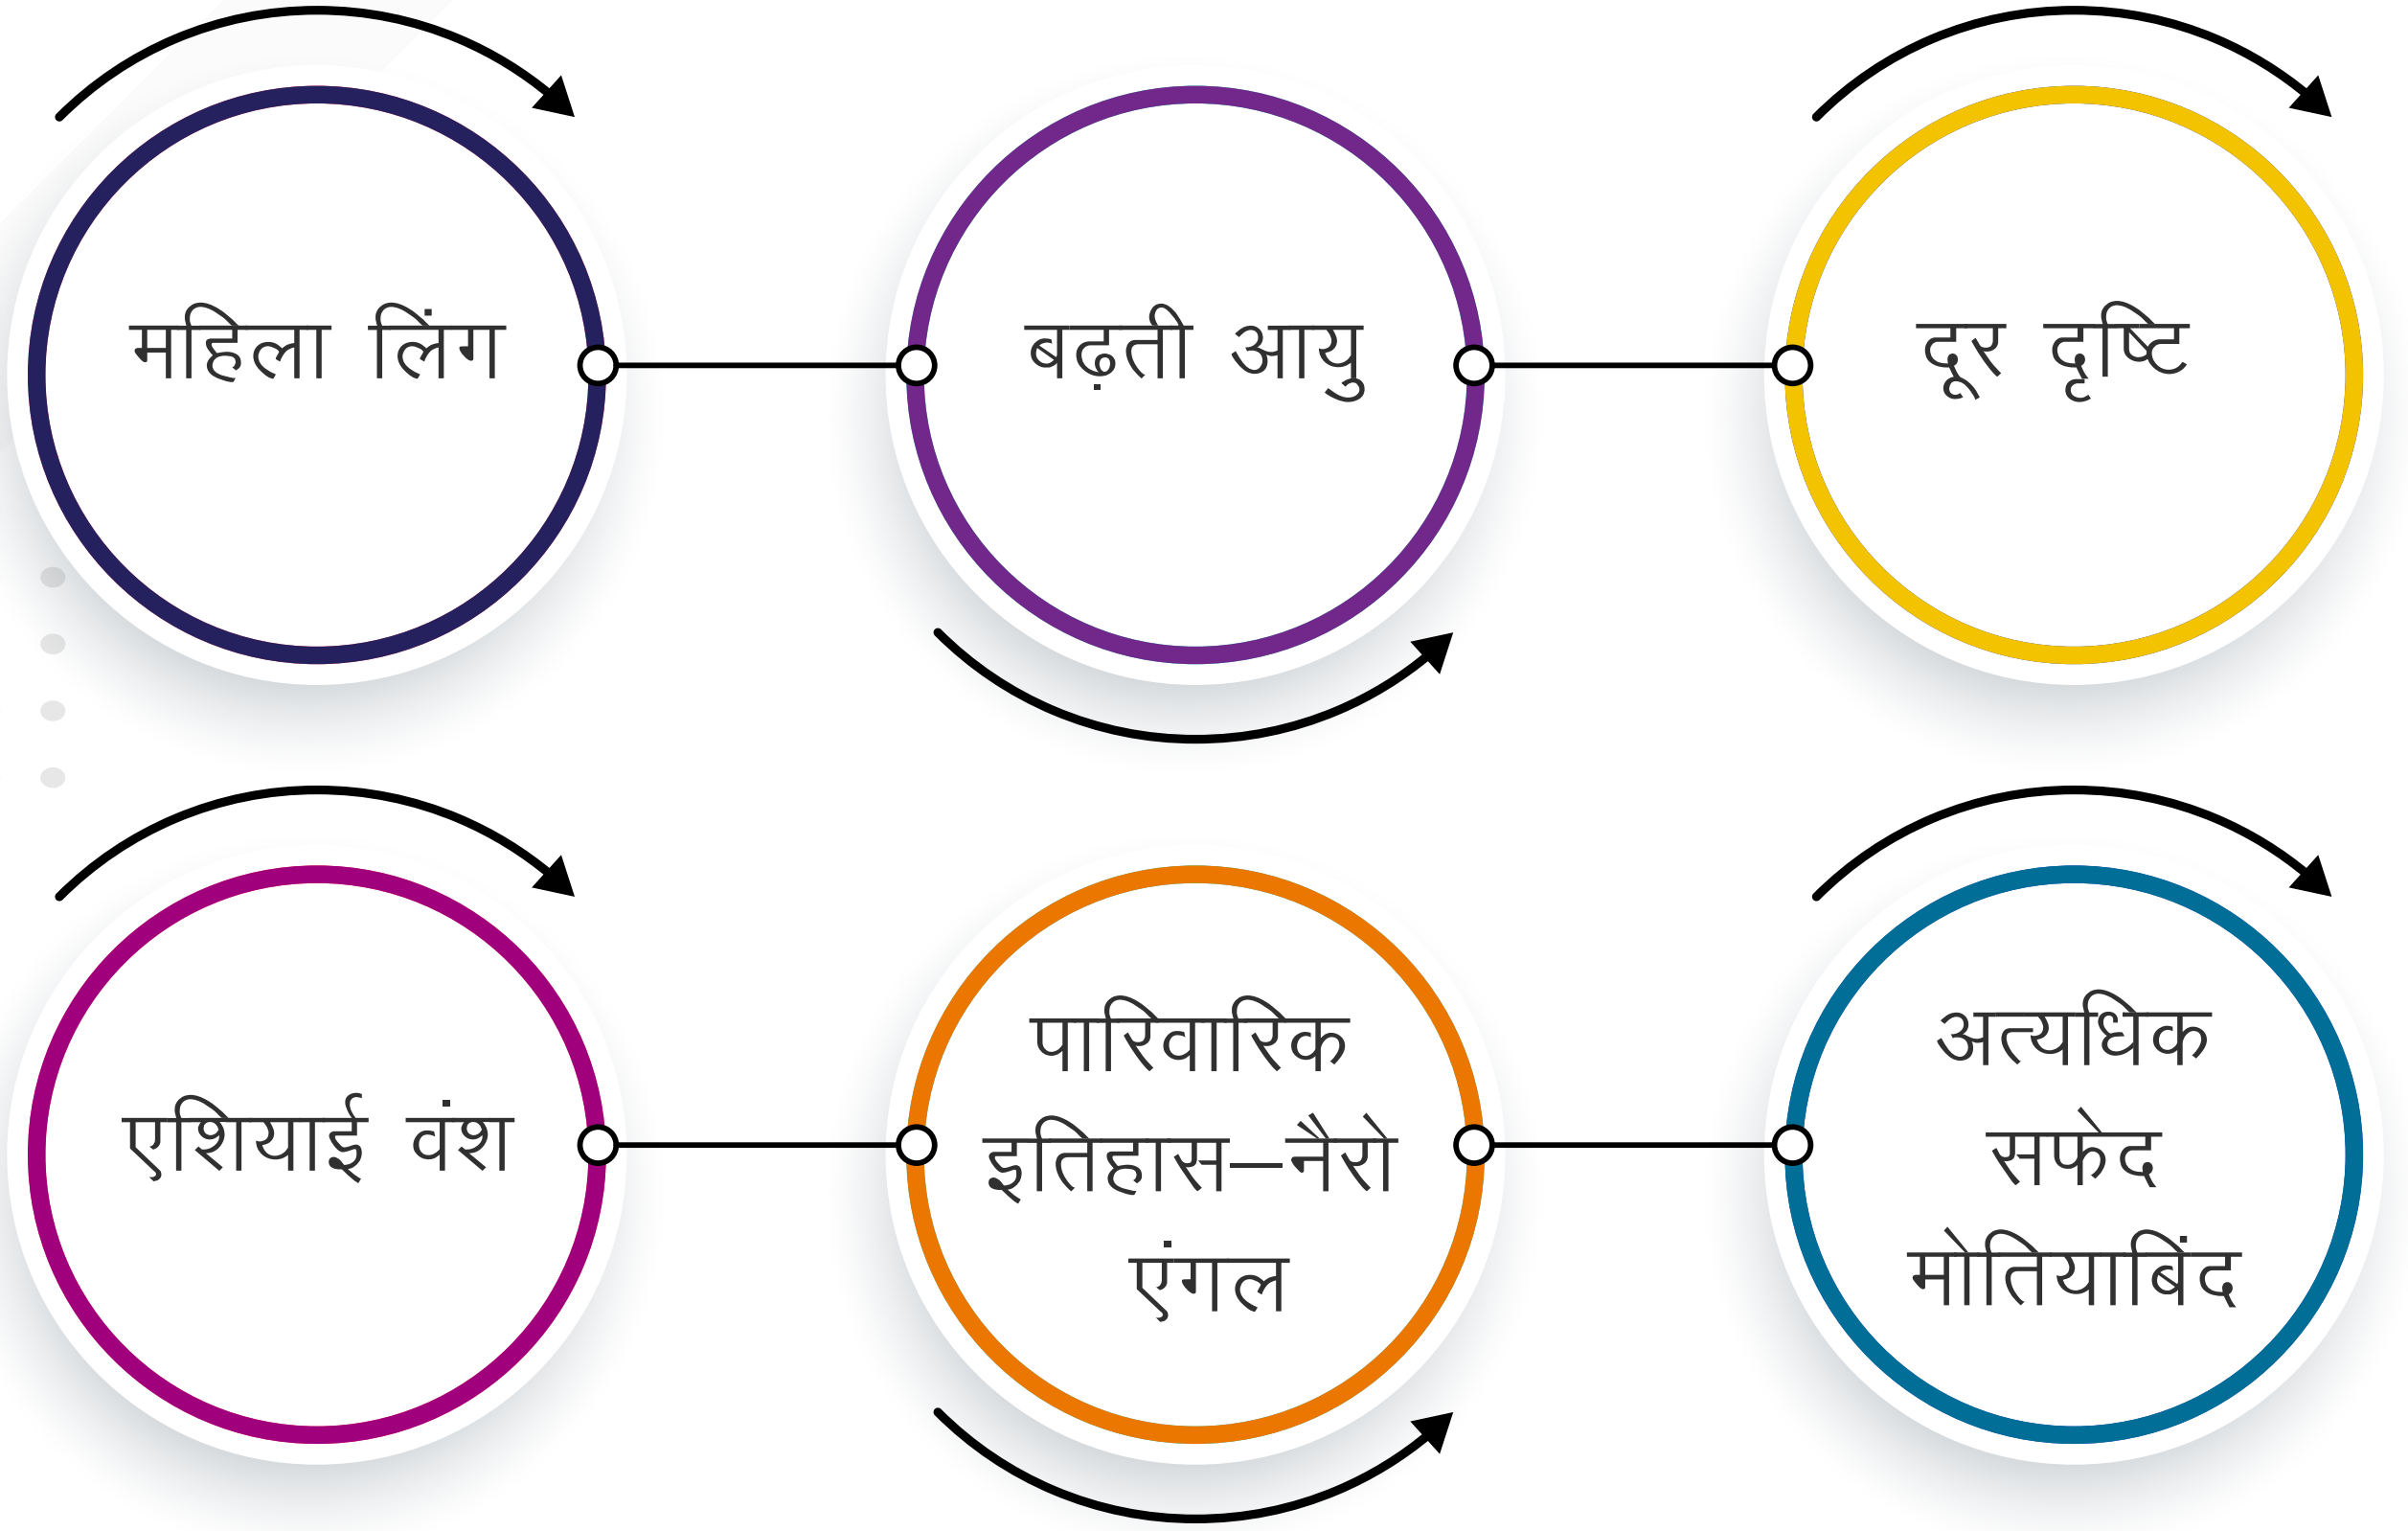 महिला लिंग
बढ़ती आयु
दूर दृष्टि
एशियाई वंश
पारिवारिक
इतिहास—नैरो
एंगल
अत्यधिक
सफेद
मोतियाबिंद